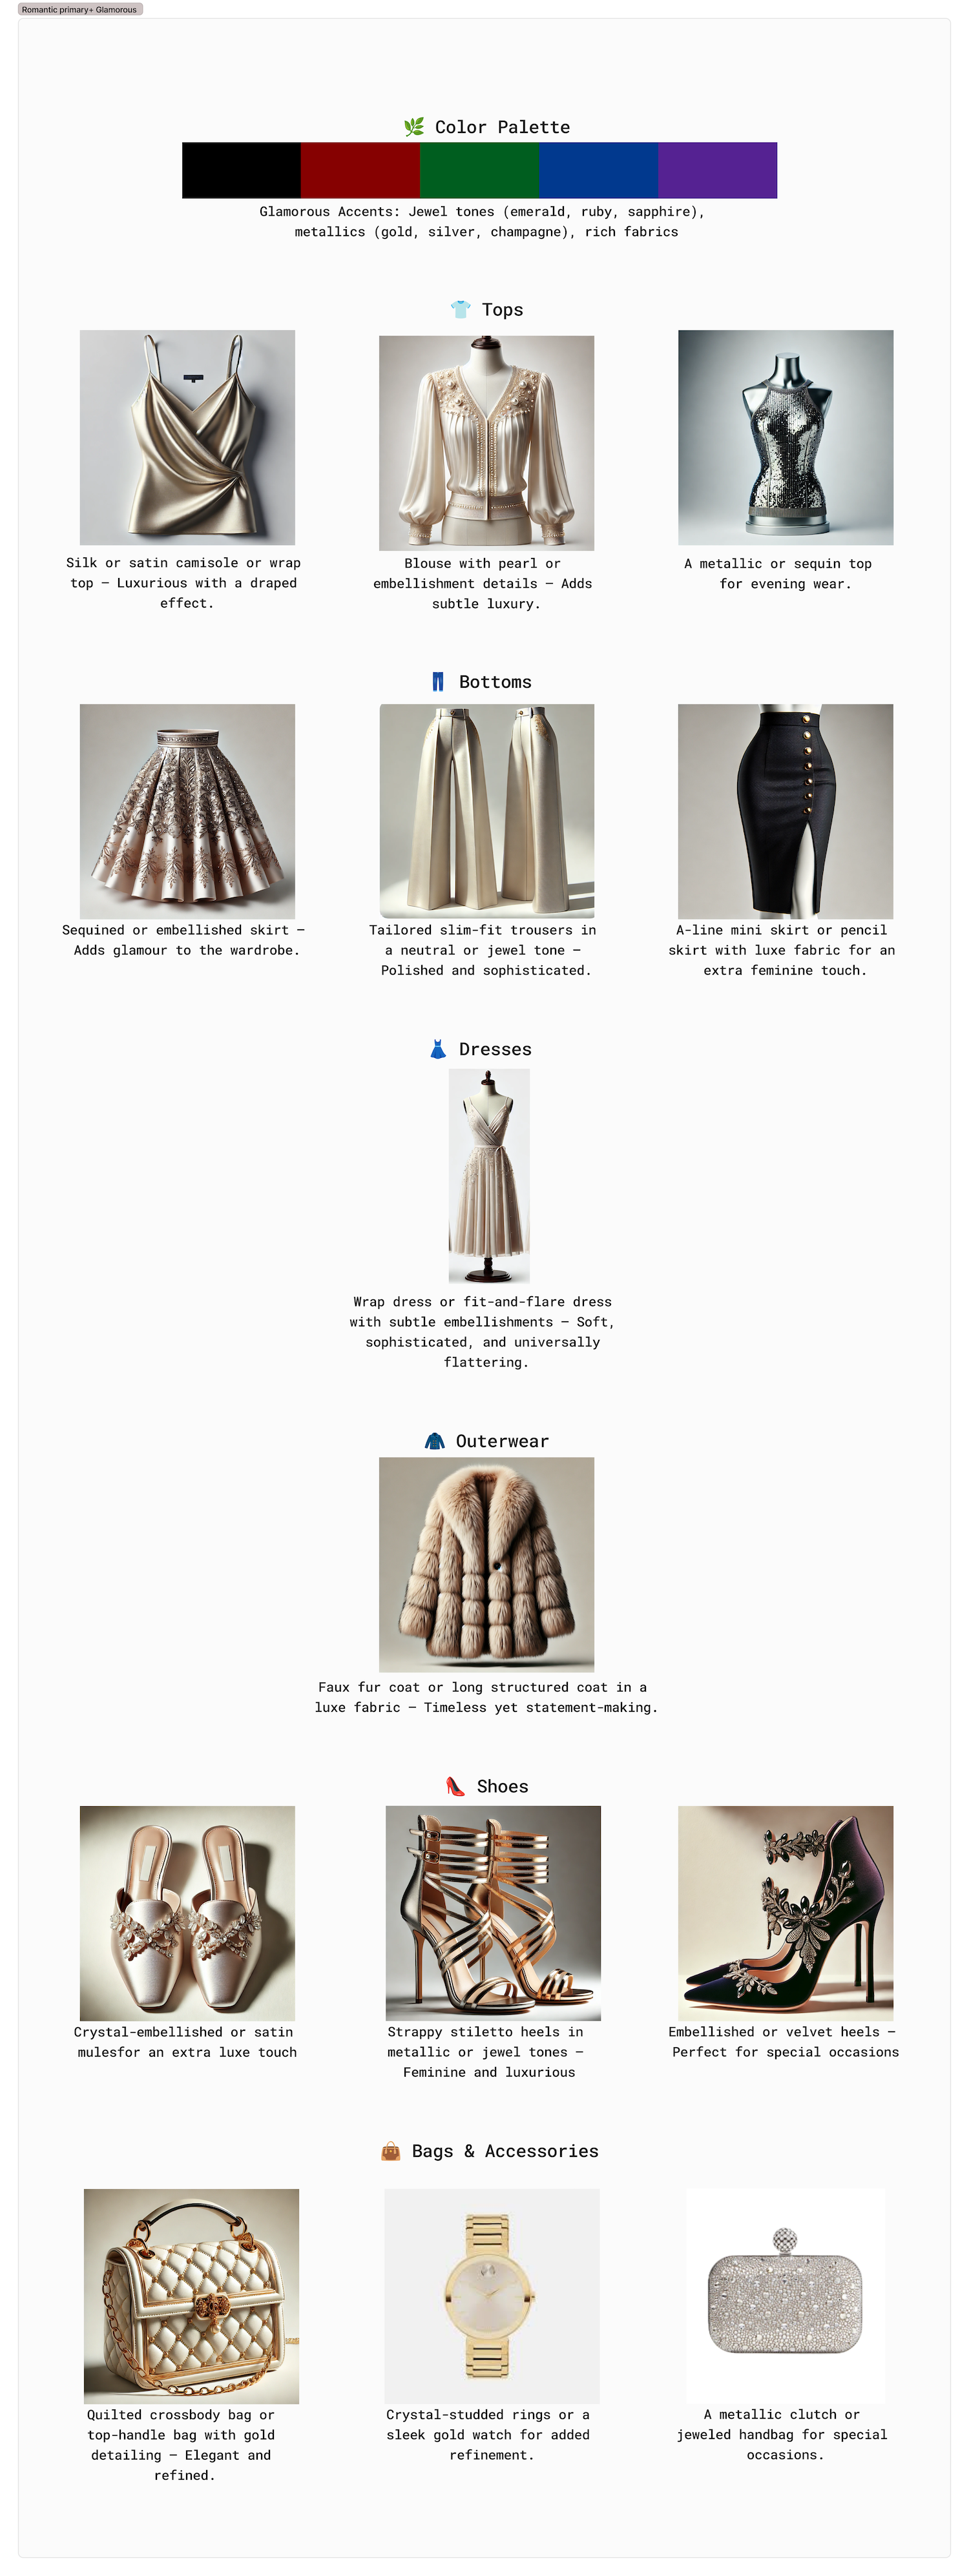 Romantic primary+ Glamorous
🌿 Color Palette
Glamorous Accents: Jewel tones (emerald, ruby, sapphire),
metallics (gold, silver, champagne), rich fabrics
👕 Tops
Silk or satin camisole or wrap
top – Luxurious with a draped
effect.
Blouse with pearl or
embellishment details – Adds
subtle luxury.
A metallic or sequin top
for evening wear.
👖 Bottoms
Sequined or embellished skirt –
Adds glamour to the wardrobe.
Tailored slim-fit trousers in
a neutral or jewel tone –
Polished and sophisticated.
A-line mini skirt or pencil
skirt with luxe fabric for an
extra feminine touch.
👗 Dresses
Wrap dress or fit-and-flare dress
with subtle embellishments – Soft,
sophisticated, and universally
flattering.
🧥 Outerwear
Faux fur coat or long structured coat in a
luxe fabric – Timeless yet statement-making.
👠 Shoes
Crystal-embellished or satin
mulesfor an extra luxe touch
Strappy stiletto heels in
metallic or jewel tones –
Feminine and luxurious
Embellished or velvet heels –
Perfect for special occasions
👜 Bags & Accessories
Quilted crossbody bag or
top-handle bag with gold
detailing – Elegant and
refined.
Crystal-studded rings or a
sleek gold watch for added
refinement.
A metallic clutch or
jeweled handbag for special
occasions.